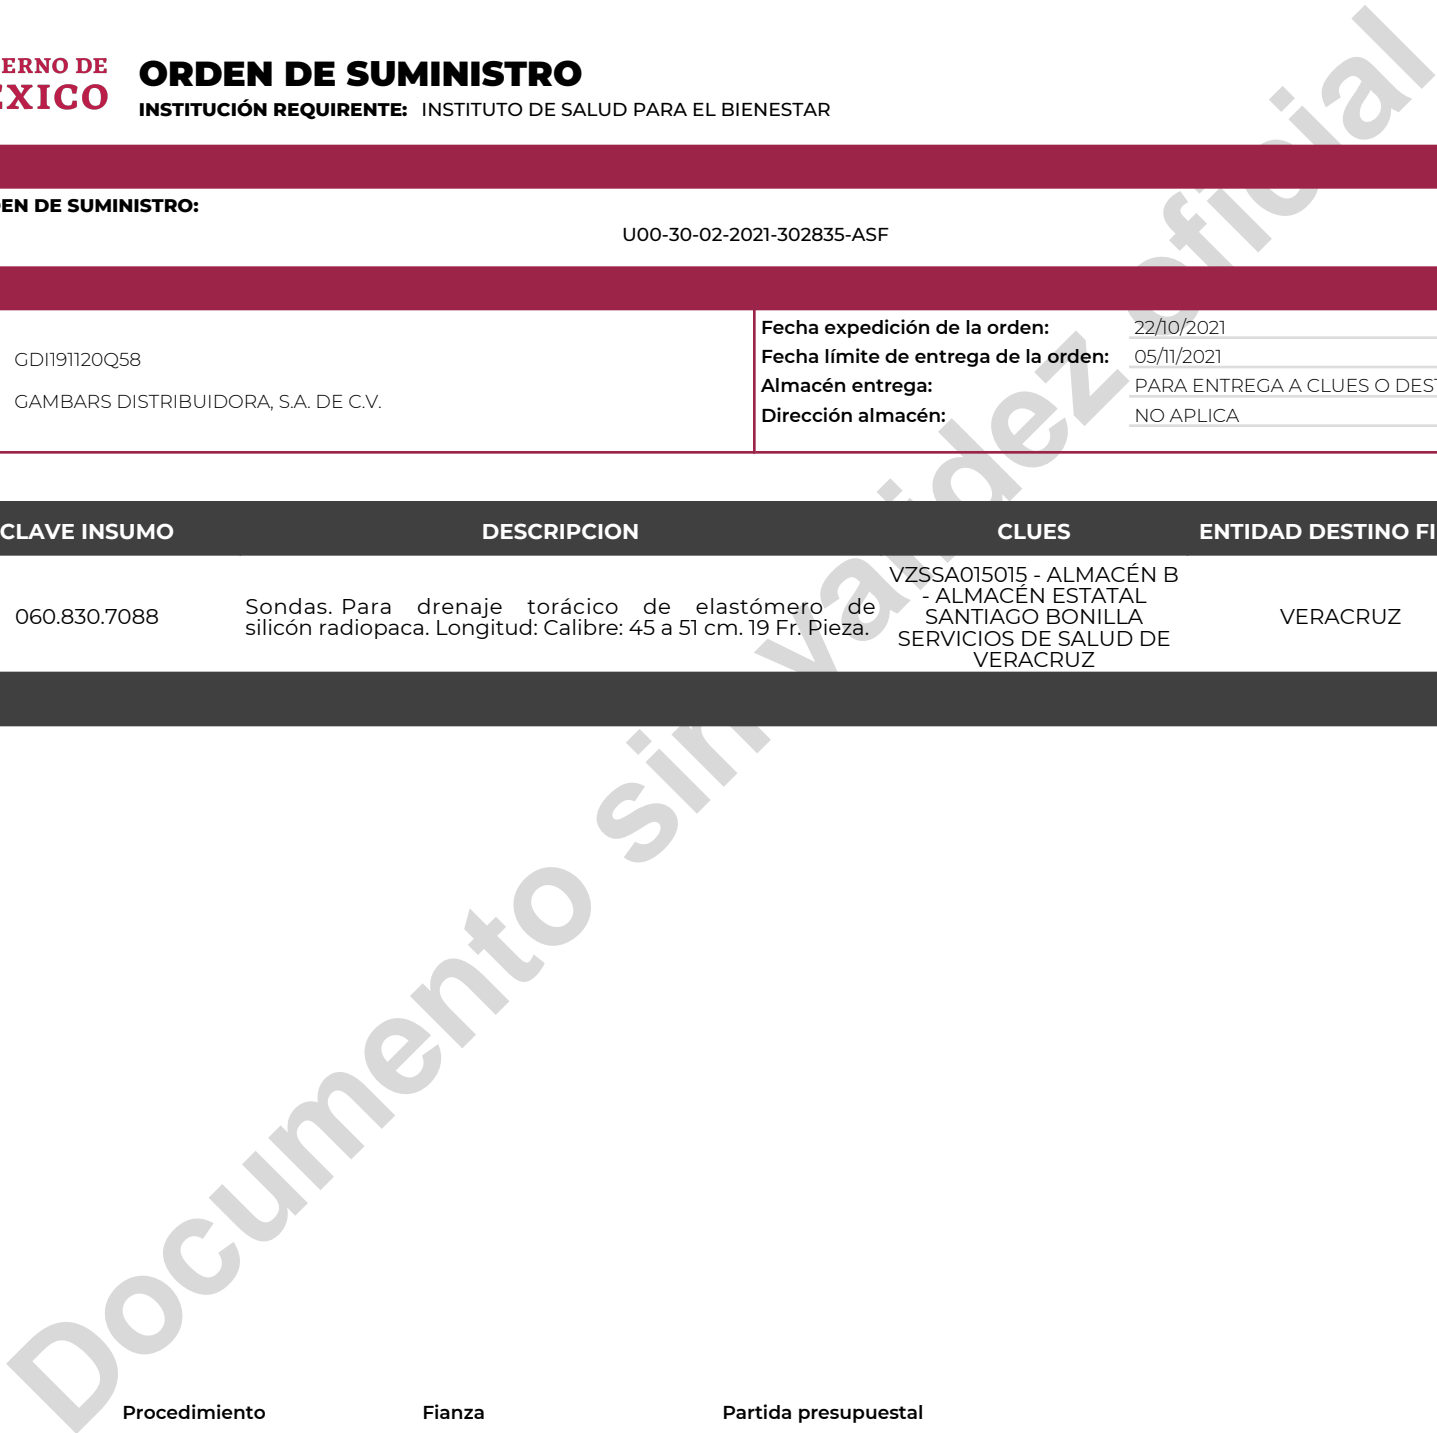 ERNO DE
EXICO
ORDEN DE SUMINISTRO
INSTITUCIÓN REQUIRENTE: INSTITUTO DE SALUD PARA EL BIENESTAR
EN DE SUMINISTRO:
U00-30-02-2021-302835-ASF
GDI191120Q58
GAMBARS DISTRIBUIDORA, S.A. DE C.V.
Fecha expedición de la orden: 22/10/2021
Fecha límite de entrega de la orden: 05/11/2021
Almacén entrega: PARA ENTREGA A CLUES O DEST
Dirección almacén: NO APLICA
CLAVE INSUMO DESCRIPCION CLUES ENTIDAD DESTINO FI
060.830.7088
Sondas. Para drenaje torácico de elastómero de
silicón radiopaca. Longitud: Calibre: 45 a 51 cm. 19 Fr. Pieza.
VZSSA015015 - ALMACÉN B
- ALMACÉN ESTATAL
SANTIAGO BONILLA
SERVICIOS DE SALUD DE
VERACRUZ
VERACRUZ
Documento sin validez oficial
Procedimiento Fianza Partida presupuestal